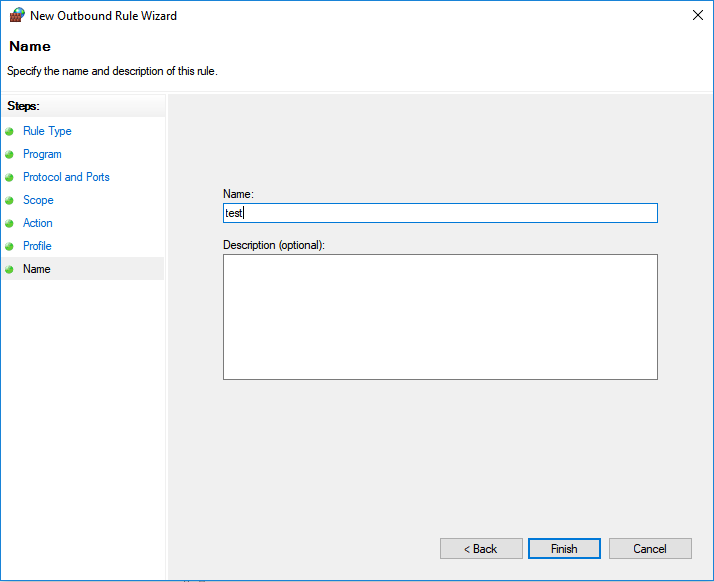 New Outbound Rule Wizard
Name
Specify the name and description of this rule.
Steps:
Rule Type
Program
Protocol and Ports
Scope
Action
Profile
Name
Name:
test
Description (optional):
< Back
Finish
Cancel